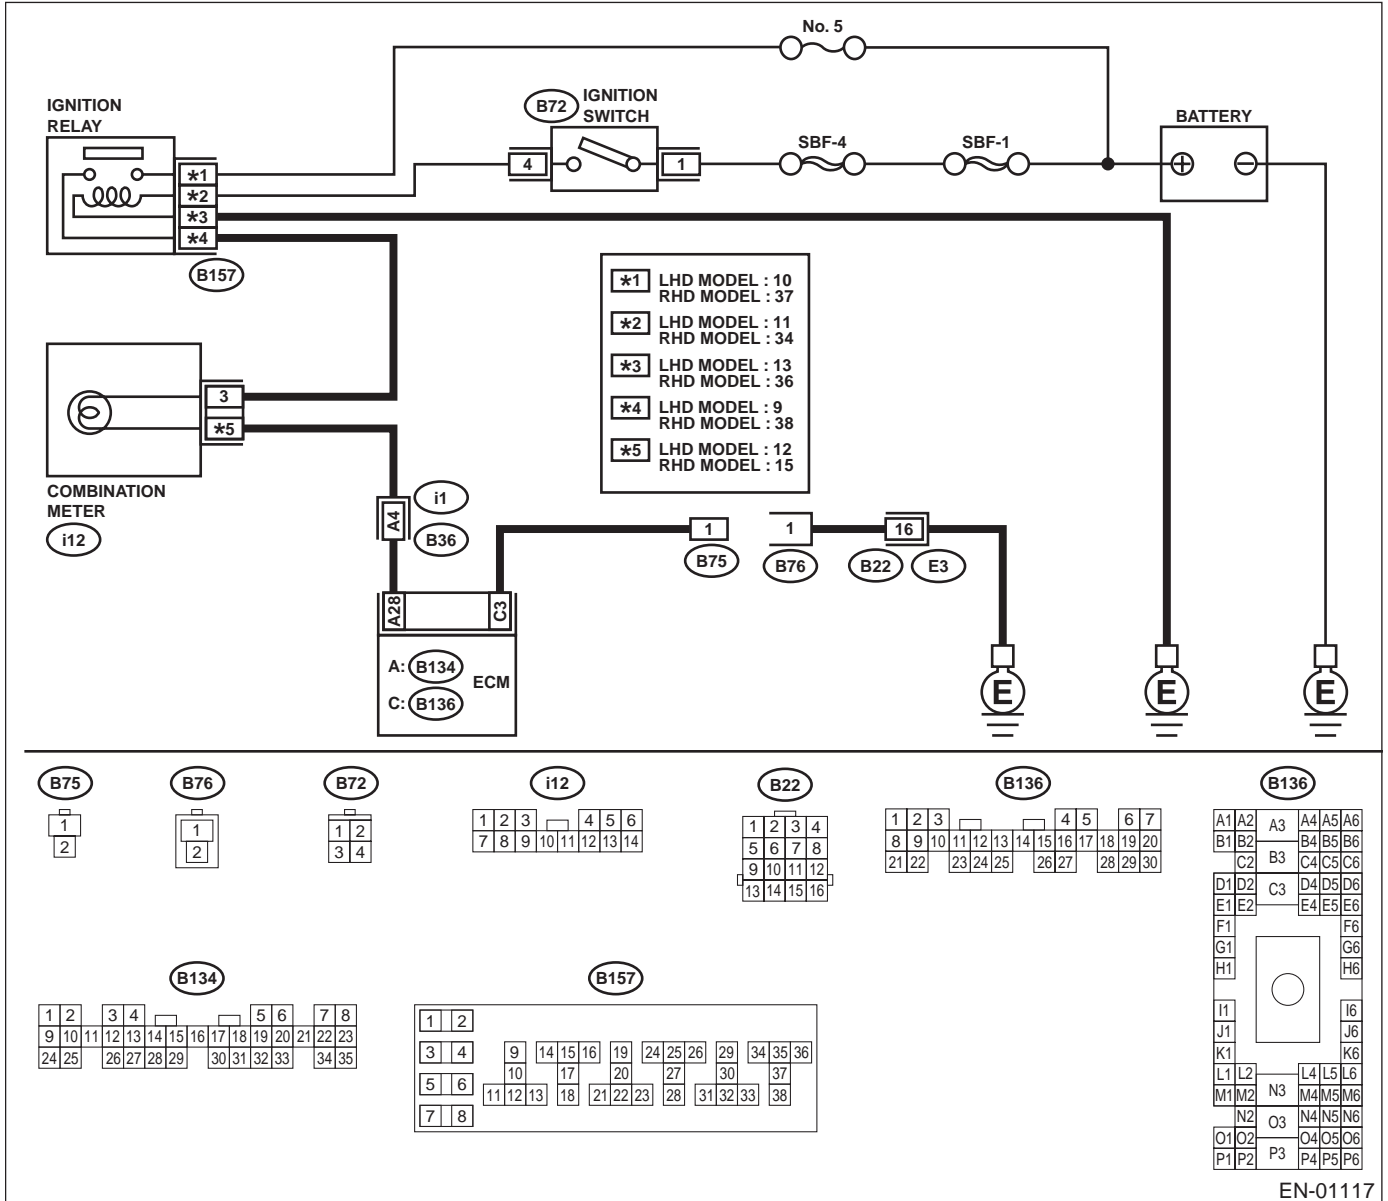 No. 5
IGNITION
RELAY
B72
IGNITION
SWITCH
BATTERY
4
1
SBF-4
SBF-1
*1
*2
*3
*4
B157
*1 LHD MODEL : 10
RHD MODEL : 37
*2 LHD MODEL : 11
RHD MODEL : 34
*3 LHD MODEL : 13
RHD MODEL : 36
*4 LHD MODEL : 9
RHD MODEL : 38
*5 LHD MODEL : 12
RHD MODEL : 15
3
*5
COMBINATION
METER
i12
A4
i1
B36
1
B75
1
B76
16
B22
E3
A28
C3
A: B134
C: B136
ECM
E
E
E
B75
1
2
B76
1
2
B72
1 2
3 4
i12
1 2 3 4 5 6
7 8 9 10 11 12 13 14
B22
1 2 3 4
5 6 7 8
9 10 11 12
13 14 15 16
B136
1 2 3 4 5 6 7
8 9 10 11 12 13 14 15 16 17 18 19 20
21 22 23 24 25 26 27 28 29 30
B136
A1 A2 A3 A4 A5 A6
B1 B2 B3 B4 B5 B6
C2 C3 C4 C5 C6
D1 D2 D4 D5 D6
E1 E2 E4 E5 E6
F1 F6
G1 G6
H1 H6
I1 I6
J1 J6
K1 K6
L1 L2 L4 L5 L6
M1 M2 N3 M4 M5 M6
N2 O3 N4 N5 N6
O1 O2 O4 O5 O6
P1 P2 P3 P4 P5 P6
B134
1 2 3 4 5 6 7 8
9 10 11 12 13 14 15 16 17 18 19 20 21 22 23
24 25 26 27 28 29 30 31 32 33 34 35
B157
1 2
3 4
5 6
7 8
9 14 15 16 19 24 25 26 29 34 35 36
10 17 20 27 30 37
11 12 13 18 21 22 23 28 31 32 33 38
EN-01117